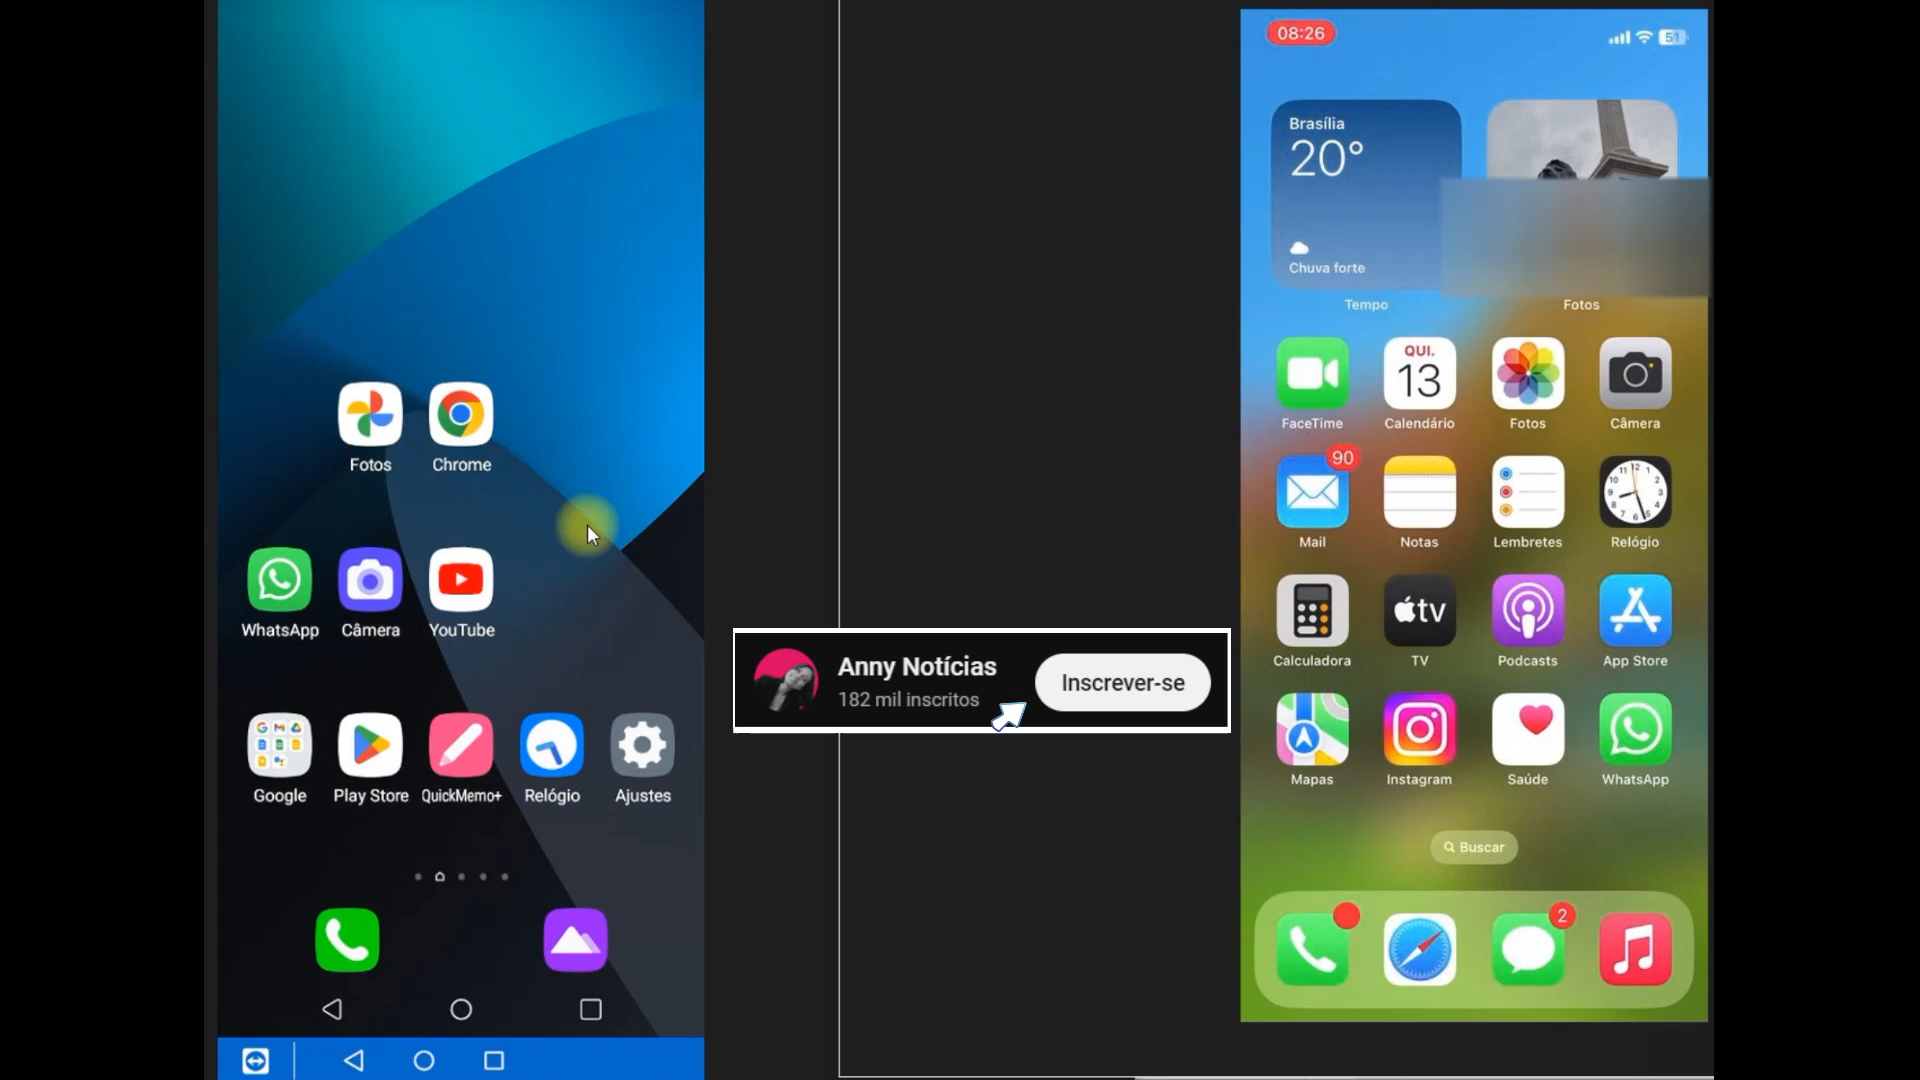 Fotos Chrome
WhatsApp Câmera YouTube
Google Play Store QuickMemo+ Relógio Ajustes
Anny Notícias
182 mil inscritos
Inscrever-se
08:26
51
Brasília
20°
Chuva forte
Tempo Fotos
QUI.
13
FaceTime Calendário Fotos Câmera
90
Mail Notas Lembretes Relógio
tv
Calculadora TV Podcasts App Store
Mapas Instagram Saúde WhatsApp
Buscar
2